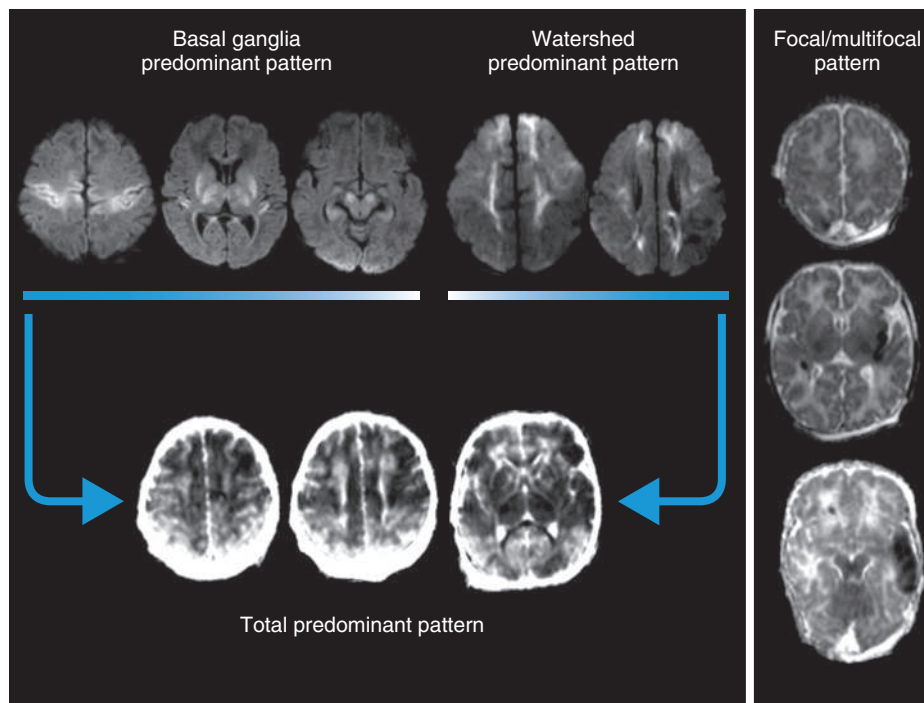 Basal ganglia
predominant pattern
Watershed
predominant pattern
Focal/multifocal
pattern
Total predominant pattern